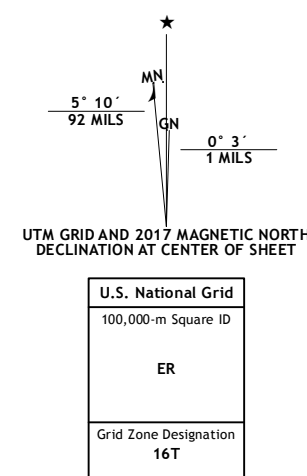 MN.
5° 10´
92 MILS
GN
0° 3´
1 MILS
UTM GRID AND 2017 MAGNETIC NORTH
DECLINATION AT CENTER OF SHEET
U.S. National Grid
100,000-m Square ID
ER
Grid Zone Designation
16T